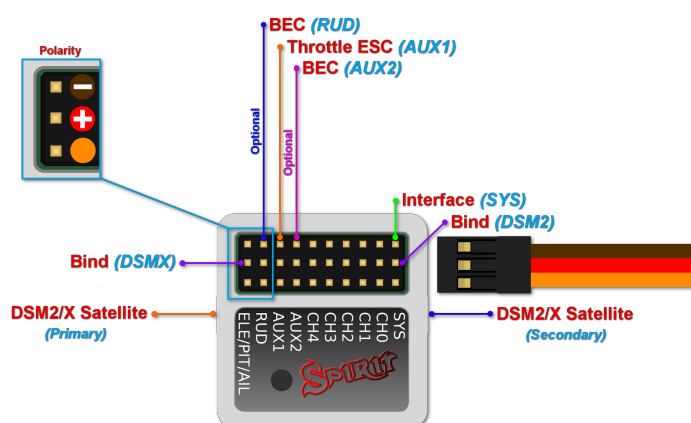 BEC (RUD)
Throttle ESC (AUX1)
BEC (AUX2)
Polarity
Optional
Optional
Interface (SYS)
Bind (DSM2)
Bind (DSMX)
DSM2/X Satellite
(Primary)
DSM2/X Satellite
(Secondary)
ELE/PIT/AIL
RUD
AUX1
AUX2
CH4
CH3
CH2
CH1
CH0
SYS
SPIRIT